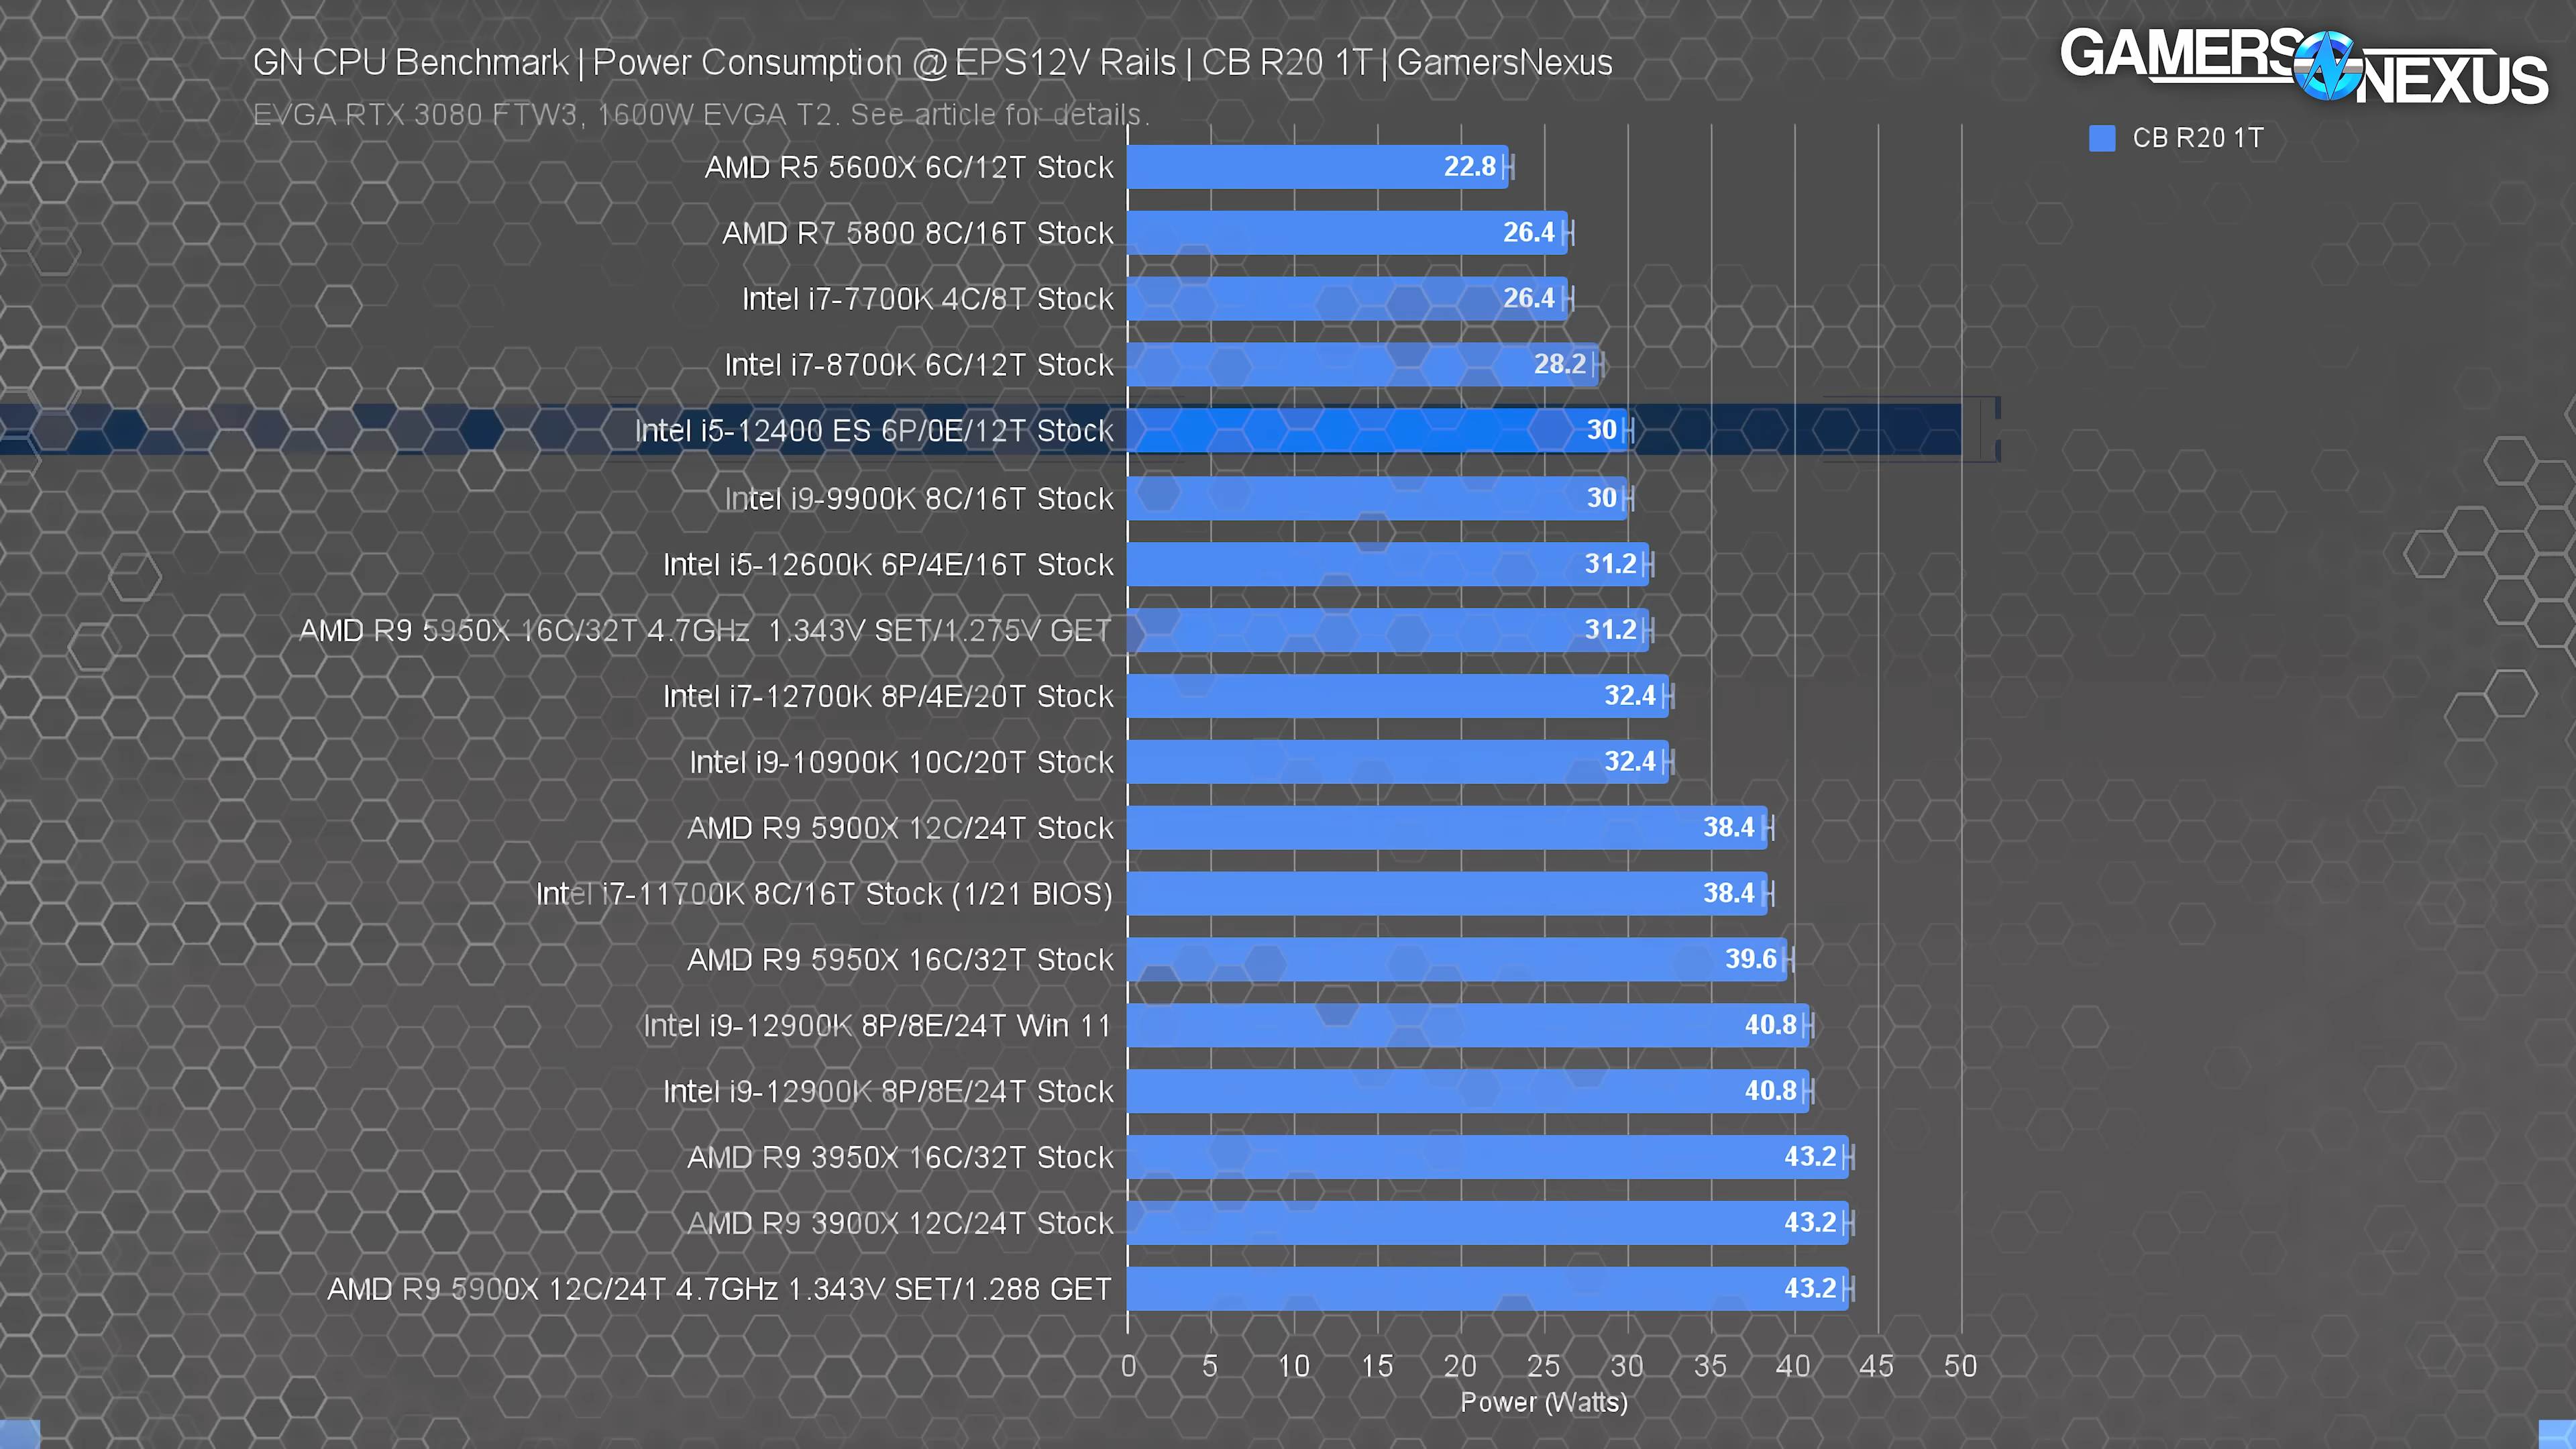 GN CPU Benchmark | Power Consumption @ EPS12V Rails | CB R20 1T | GamersNexus
GAMERS NEXUS
EVGA RTX 3080 FTW3, 1600W EVGA T2. See article for details.
CB R20 1T
AMD R5 5600X 6C/12T Stock 22.8
AMD R7 5800 8C/16T Stock 26.4
Intel i7-7700K 4C/8T Stock 26.4
Intel i7-8700K 6C/12T Stock 28.2
Intel i5-12400 ES 6P/0E/12T Stock 30
Intel i9-9900K 8C/16T Stock 30
Intel i5-12600K 6P/4E/16T Stock 31.2
AMD R9 5950X 16C/32T 4.7GHz 1.343V SET/1.275V GET 31.2
Intel i7-12700K 8P/4E/20T Stock 32.4
Intel i9-10900K 10C/20T Stock 32.4
AMD R9 5900X 12C/24T Stock 38.4
Intel i7-11700K 8C/16T Stock (1/21 BIOS) 38.4
AMD R9 5950X 16C/32T Stock 39.6
Intel i9-12900K 8P/8E/24T Win 11 40.8
Intel i9-12900K 8P/8E/24T Stock 40.8
AMD R9 3950X 16C/32T Stock 43.2
AMD R9 3900X 12C/24T Stock 43.2
AMD R9 5900X 12C/24T 4.7GHz 1.343V SET/1.288 GET 43.2
0 5 10 15 20 25 30 35 40 45 50
Power (Watts)